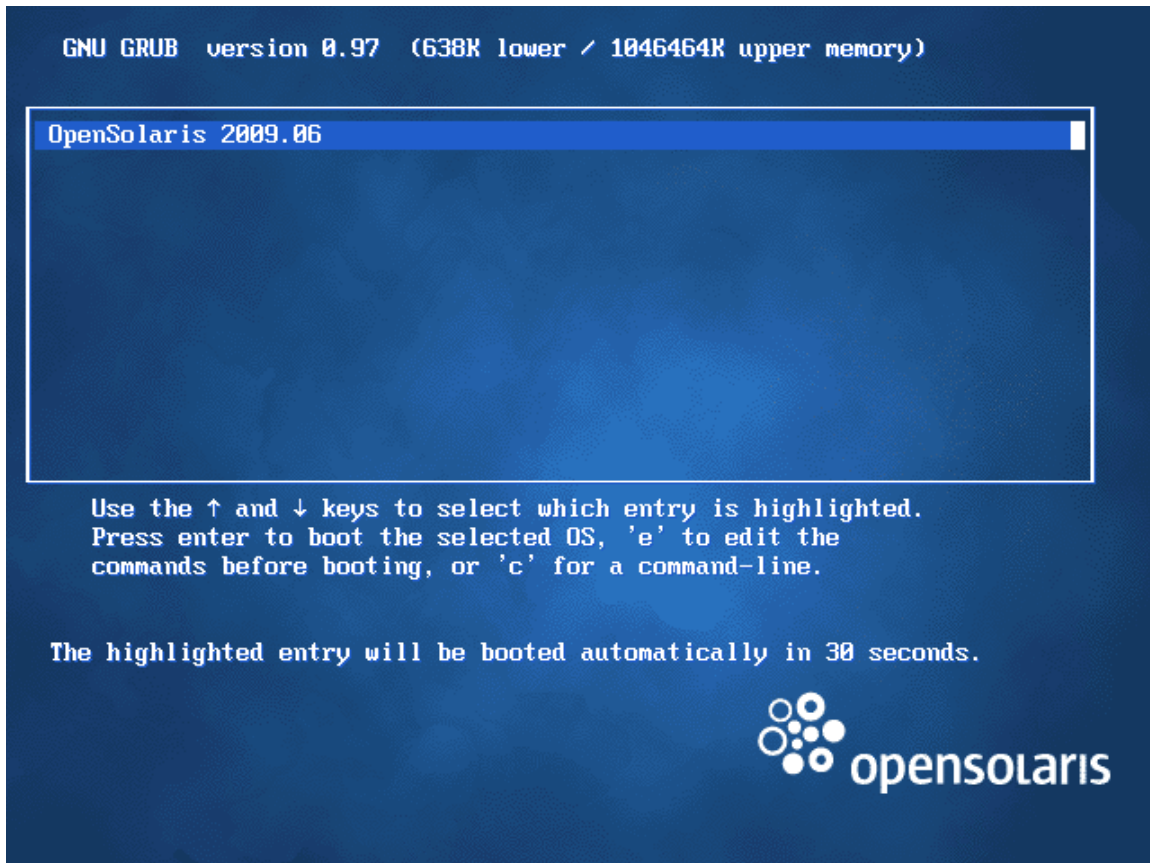 GNU GRUB version 0.97 (638K lower / 1046464K upper memory)
OpenSolaris 2009.06
Use the ↑ and ↓ keys to select which entry is highlighted.
Press enter to boot the selected OS, 'e' to edit the
commands before booting, or 'c' for a command-line.
The highlighted entry will be booted automatically in 30 seconds.
opensolaris